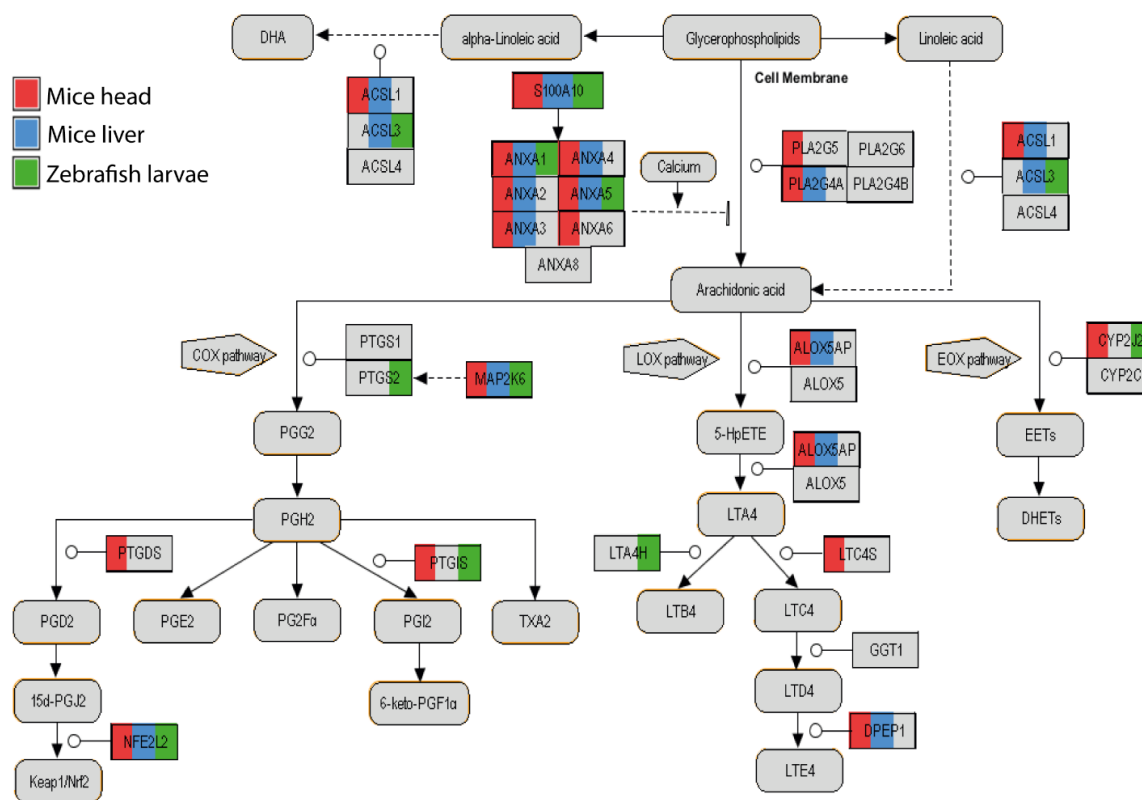 DHA
alpha-Linoleic acid
Glycerophospholipids
Linoleic acid
Cell Membrane
Mice head
Mice liver
Zebrafish larvae
ACSL1
ACSL3
ACSL4
S100A10
ANXA1
ANXA4
ANXA2
ANXA5
ANXA3
ANXA6
ANXA8
Calcium
PLA2G5
PLA2G6
PLA2G4A
PLA2G4B
ACSL1
ACSL3
ACSL4
Arachidonic acid
COX pathway
PTGS1
PTGS2
MAP2K6
LOX pathway
ALOX5AP
ALOX5
EOX pathway
CYP2J2
CYP2C
PGG2
5-HpETE
EETs
ALOX5AP
ALOX5
PGH2
LTA4
DHETs
PTGDS
PTGIS
LTA4H
LTC4S
PGD2
PGE2
PG2Fα
PGI2
TXA2
LTB4
LTC4
GGT1
15d-PGJ2
6-keto-PGF1α
LTD4
NFE2L2
DPEP1
Keap1/Nrf2
LTE4